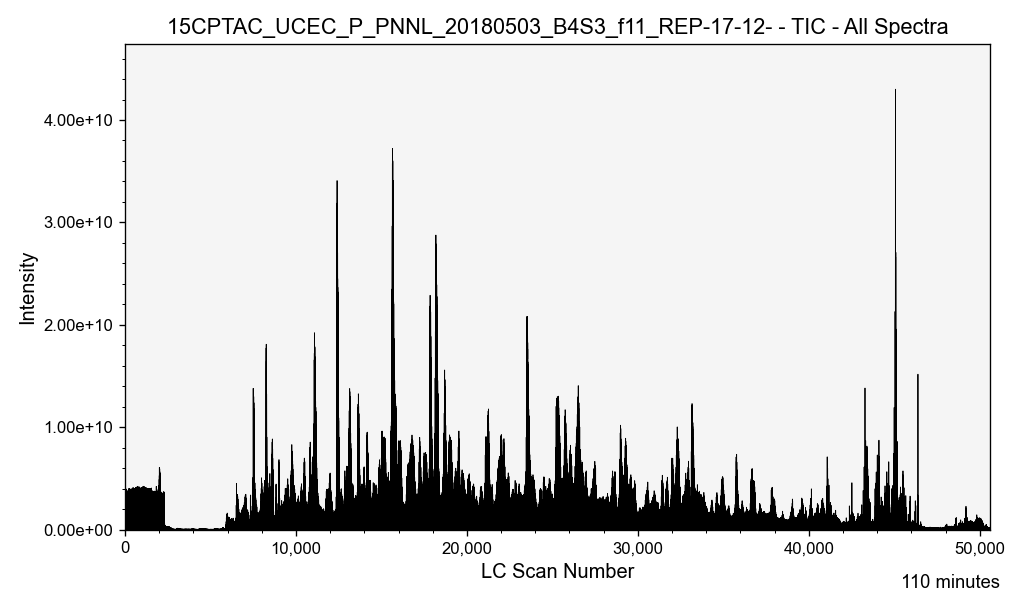 15CPTAC_UCEC_P_PNNL_20180503_B4S3_f11_REP-17-12- - TIC - All Spectra
Intensity
4.00e+10
3.00e+10
2.00e+10
1.00e+10
0.00e+00
0 10,000 20,000 30,000 40,000 50,000
LC Scan Number
110 minutes